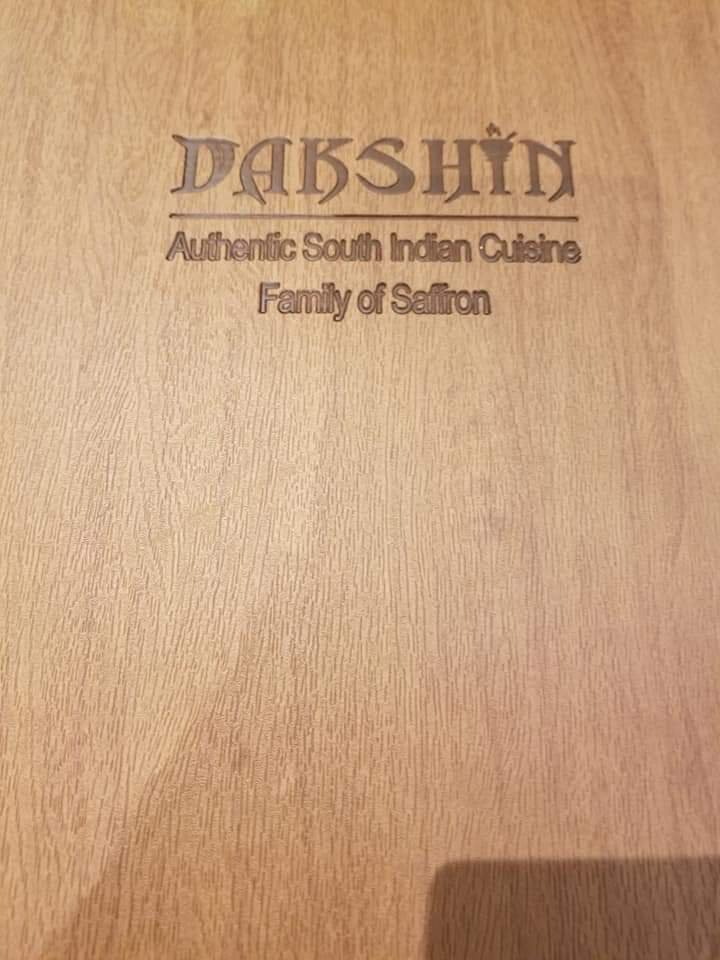 DAKSHIN
Authentic South Indian Cuisine
Family of Saffron